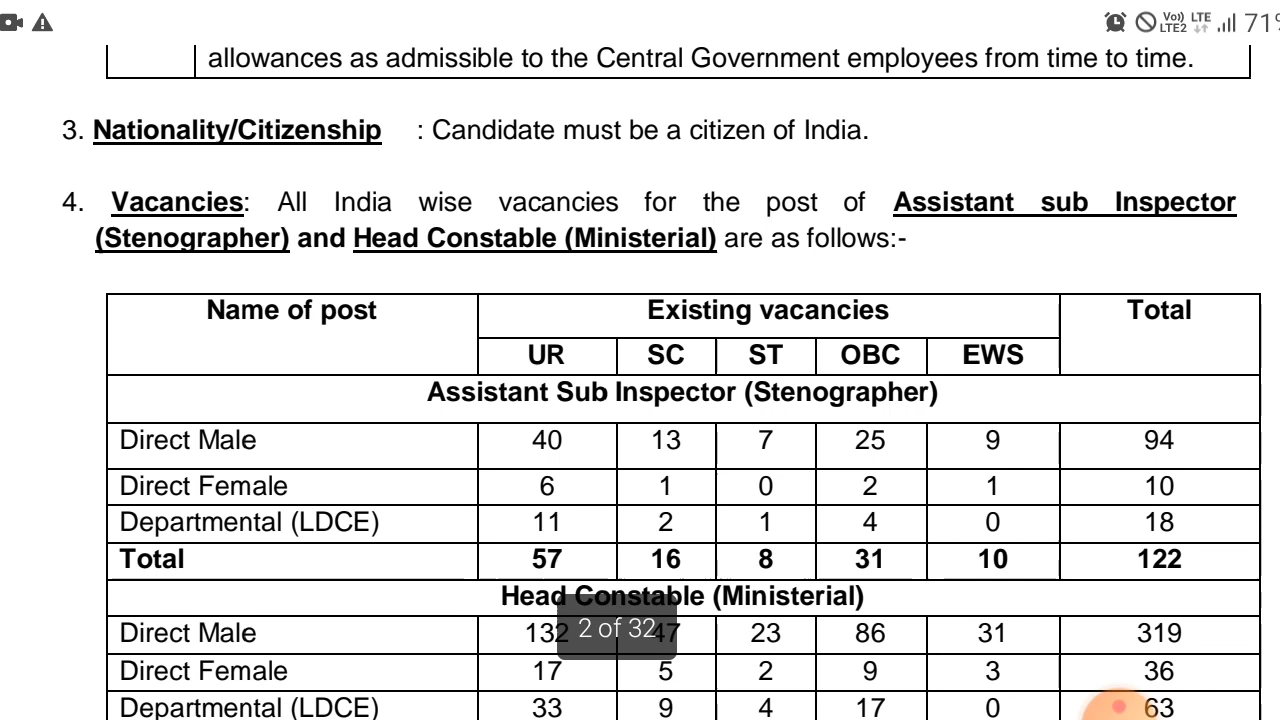 Voı)) LTE
LTE2
71%
allowances as admissible to the Central Government employees from time to time.
3. Nationality/Citizenship : Candidate must be a citizen of India.
4. Vacancies: All India wise vacancies for the post of Assistant sub Inspector
(Stenographer) and Head Constable (Ministerial) are as follows:-
Name of post Existing vacancies Total
UR SC ST OBC EWS
Assistant Sub Inspector (Stenographer)
Direct Male 40 13 7 25 9 94
Direct Female 6 1 0 2 1 10
Departmental (LDCE) 11 2 1 4 0 18
Total 57 16 8 31 10 122
Head Constable (Ministerial)
Direct Male 132 47 23 86 31 319
2 of 32
Direct Female 17 5 2 9 3 36
Departmental (LDCE) 33 9 4 17 0 63